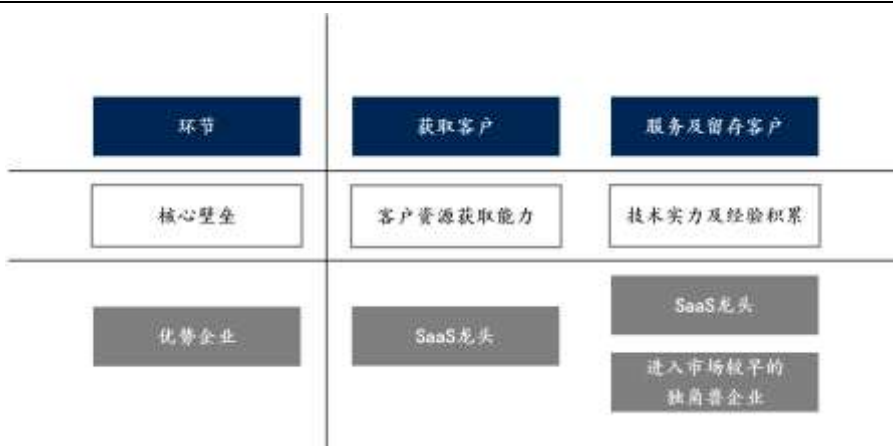 环节
获取客户
服务及留存客户
核心壁垒
客户资源获取能力
技术实力及经验积累
优势企业
SaaS龙头
SaaS龙头
进入市场较早的
独角兽企业